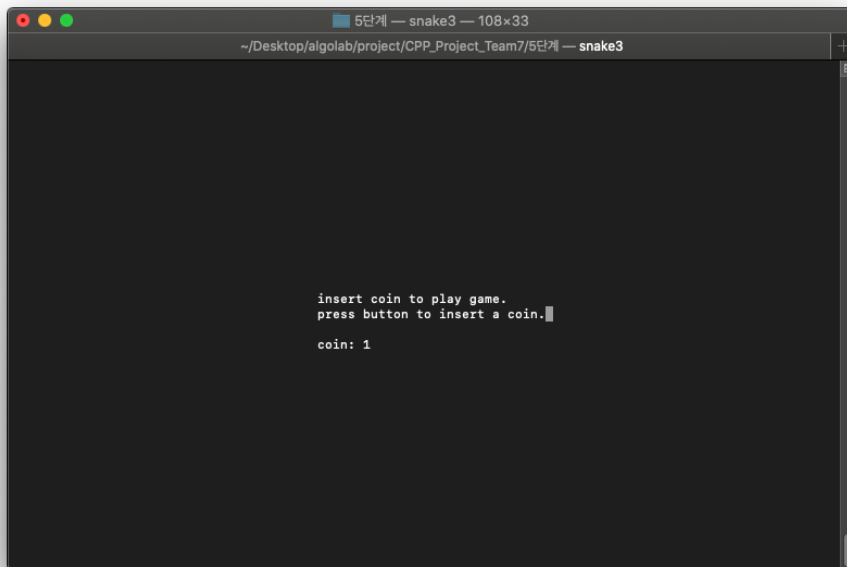 5단계 — snake3 — 108×33
~/Desktop/algolab/project/CPP_Project_Team7/5단계 — snake3
insert coin to play game.
press button to insert a coin.
coin: 1